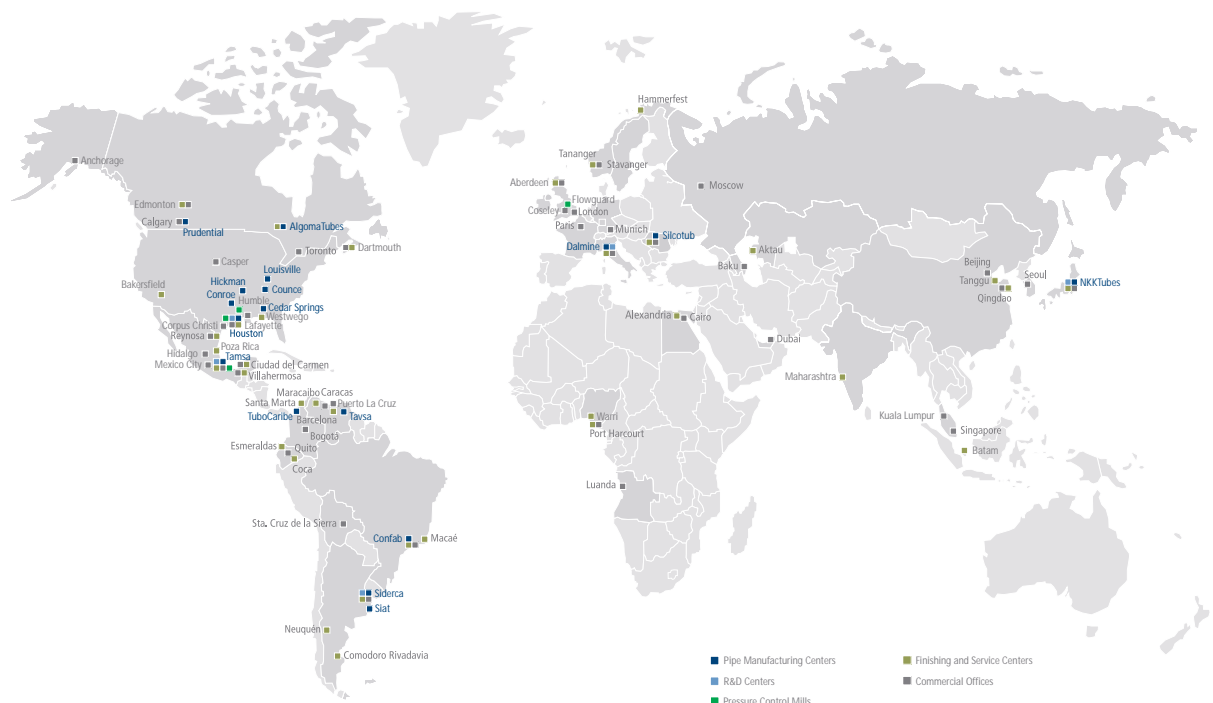 Hammerfest
Tananger
Stavanger
Anchorage
Aberdeen
Moscow
Flowguard
Edmonton
Coseley
London
Calgary
Paris
Munich
Silcotub
Prudential
AlgomaTubes
Dalmine
Toronto
Dartmouth
Aktau
Casper
Baku
Beijing
Louisville
Seoul
Bakersfield
Hickman
Tanggu
NKKTubes
Counce
Conroe
Humble
Qingdao
Cedar Springs
Westwego
Alexandria
Cairo
Corpus Christi
Lafayette
Reynosa
Houston
Dubai
Poza Rica
Hidalgo
Tamsa
Mexico City
Ciudad del Carmen
Villahermosa
Maharashtra
Maracaibo
Caracas
Santa Marta
Puerto La Cruz
TuboCaribe
Barcelona
Tavsa
Warri
Kuala Lumpur
Bogotá
Port Harcourt
Singapore
Esmeraldas
Quito
Batam
Coca
Luanda
Sta. Cruz de la Sierra
Confab
Macaé
Siderca
Siat
Neuquén
Comodoro Rivadavia
Pipe Manufacturing Centers
Finishing and Service Centers
R&D Centers
Commercial Offices
Pressure Control Mills